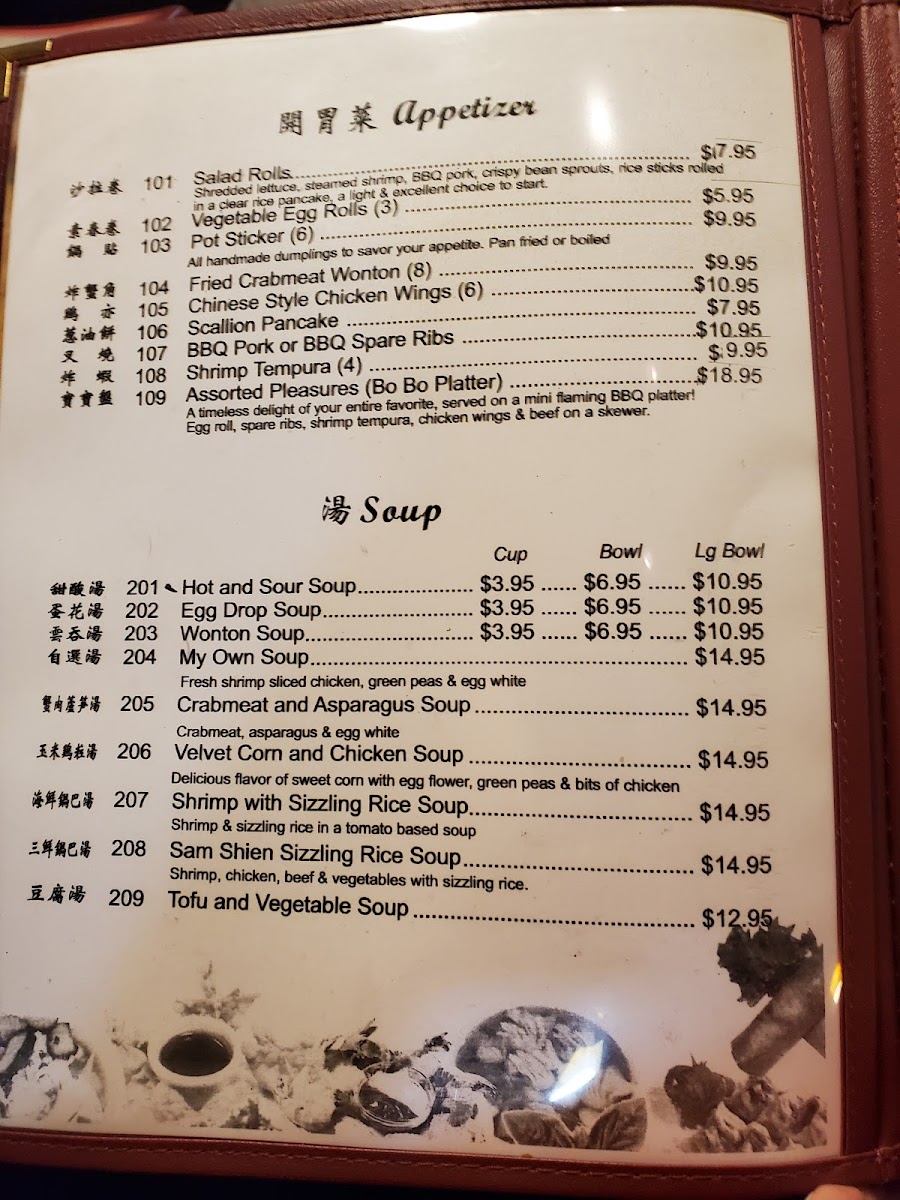 開胃菜 Appetizer
沙拉卷 101 Salad Rolls........ $7.95
Shredded lettuce, steamed shrimp, BBQ pork, crispy bean sprouts, rice sticks rolled
in a clear rice pancake, a light & excellent choice to start.
素春卷 102 Vegetable Egg Rolls (3) ........ $5.95
鍋貼 103 Pot Sticker (6) ........ $9.95
All handmade dumplings to savor your appetite. Pan fried or boiled
炸蟹角 104 Fried Crabmeat Wonton (8) ........ $9.95
鷄亦 105 Chinese Style Chicken Wings (6) ........ $10.95
蔥油餅 106 Scallion Pancake ........ $7.95
叉燒 107 BBQ Pork or BBQ Spare Ribs ........ $10.95
炸蝦 108 Shrimp Tempura (4) ........ $9.95
寶寶盤 109 Assorted Pleasures (Bo Bo Platter) ........ $18.95
A timeless delight of your entire favorite, served on a mini flaming BBQ platter!
Egg roll, spare ribs, shrimp tempura, chicken wings & beef on a skewer.
湯 Soup
Cup Bowl Lg Bowl
甜酸湯 201 Hot and Sour Soup........ $3.95 ...... $6.95 ...... $10.95
蛋花湯 202 Egg Drop Soup........ $3.95 ...... $6.95 ...... $10.95
雲吞湯 203 Wonton Soup........ $3.95 ...... $6.95 ...... $10.95
自選湯 204 My Own Soup........ $14.95
Fresh shrimp sliced chicken, green peas & egg white
蟹肉蘆筍湯 205 Crabmeat and Asparagus Soup ........ $14.95
Crabmeat, asparagus & egg white
玉米鷄粒湯 206 Velvet Corn and Chicken Soup ........ $14.95
Delicious flavor of sweet corn with egg flower, green peas & bits of chicken
海鮮鍋巴湯 207 Shrimp with Sizzling Rice Soup........ $14.95
Shrimp & sizzling rice in a tomato based soup
三鮮鍋巴湯 208 Sam Shien Sizzling Rice Soup........ $14.95
Shrimp, chicken, beef & vegetables with sizzling rice.
豆腐湯 209 Tofu and Vegetable Soup ........ $12.95